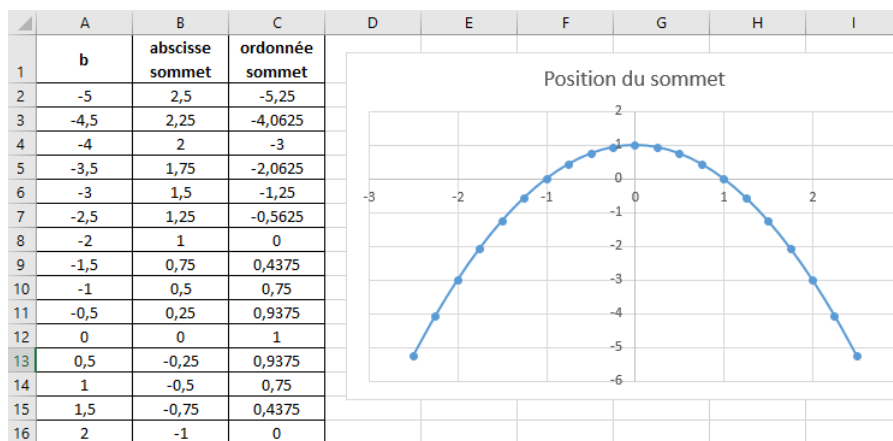 A B C D E F G H I
1 b abscisse sommet ordonnée sommet
2 -5 2,5 -5,25
3 -4,5 2,25 -4,0625
4 -4 2 -3
5 -3,5 1,75 -2,0625
6 -3 1,5 -1,25
7 -2,5 1,25 -0,5625
8 -2 1 0
9 -1,5 0,75 0,4375
10 -1 0,5 0,75
11 -0,5 0,25 0,9375
12 0 0 1
13 0,5 -0,25 0,9375
14 1 -0,5 0,75
15 1,5 -0,75 0,4375
16 2 -1 0
Position du sommet
2
1
0
-3 -2 -1 0 1 2
-1
-2
-3
-4
-5
-6